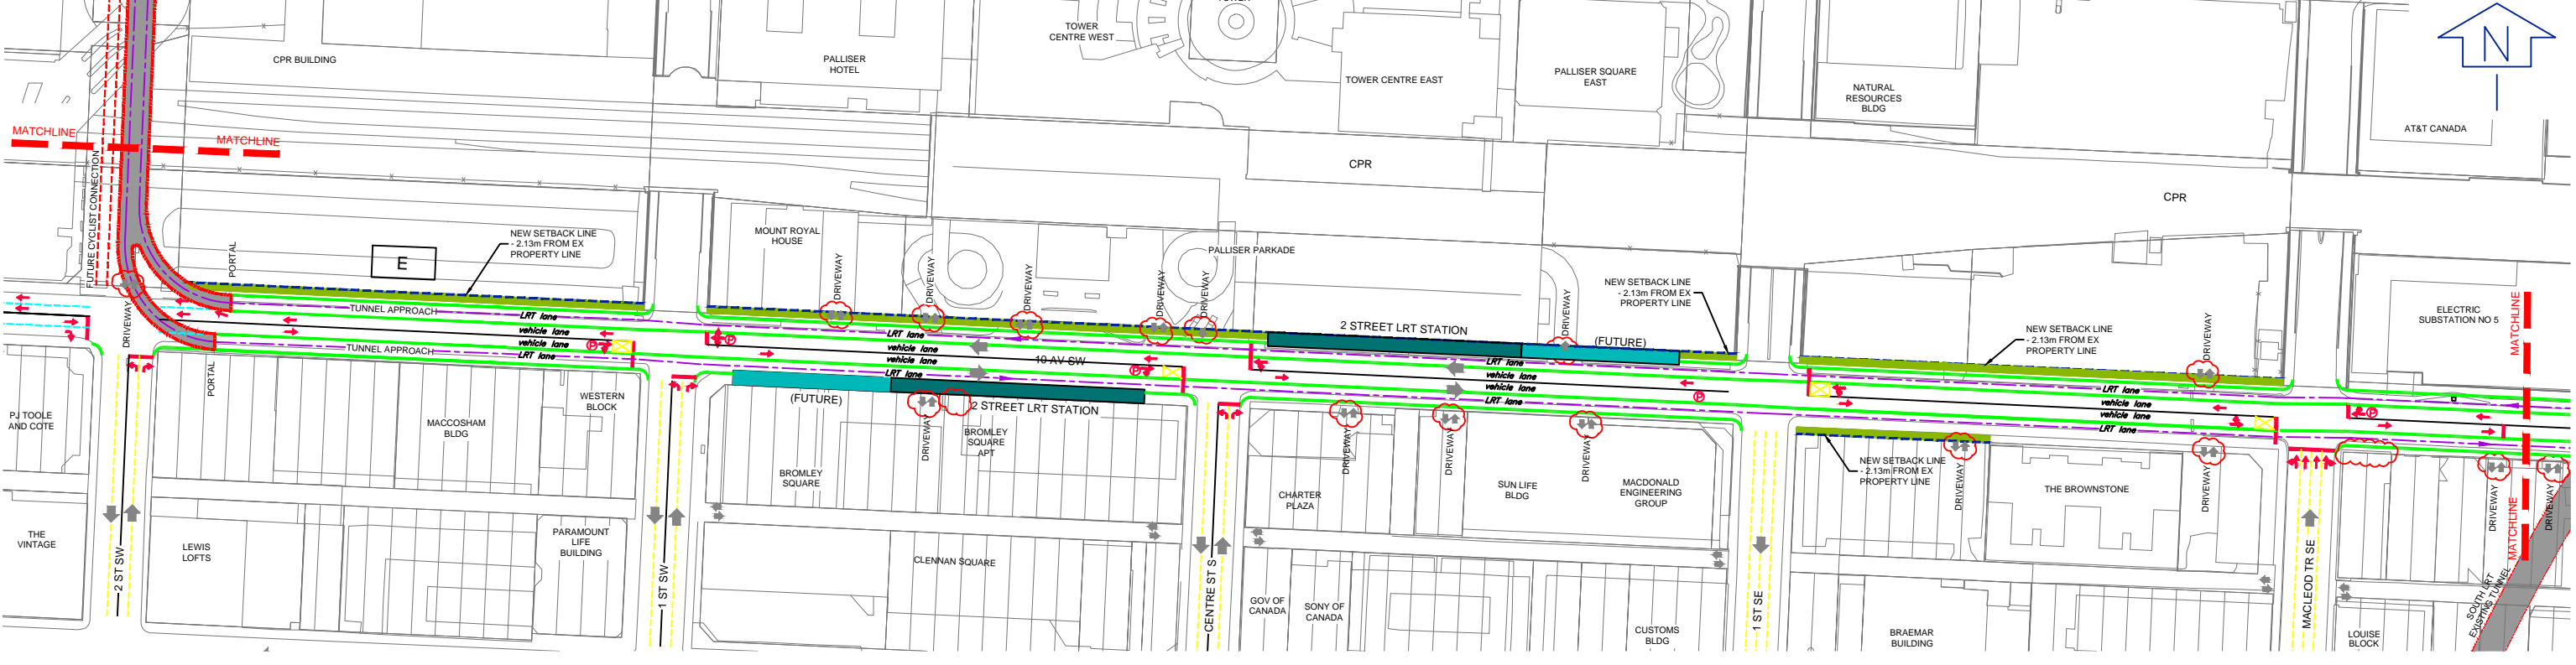 TOWER
TOWER
CENTRE WEST
CPR BUILDING
PALLISER
HOTEL
TOWER CENTRE EAST
PALLISER SQUARE
EAST
NATURAL
RESOURCES
BLDG
AT&T CANADA
N
MATCHLINE
MATCHLINE
CPR
CPR
FUTURE CYCLIST CONNECTION
PORTAL
E
NEW SETBACK LINE
- 2.13m FROM EX
PROPERTY LINE
MOUNT ROYAL
HOUSE
DRIVEWAY
DRIVEWAY
DRIVEWAY
DRIVEWAY
DRIVEWAY
PALLISER PARKADE
DRIVEWAY
NEW SETBACK LINE
- 2.13m FROM EX
PROPERTY LINE
NEW SETBACK LINE
- 2.13m FROM EX
PROPERTY LINE
DRIVEWAY
ELECTRIC
SUBSTATION NO 5
MATCHLINE
DRIVEWAY
TUNNEL APPROACH
LRT lane
vehicle lane
LRT lane
TUNNEL APPROACH
PORTAL
P
P
LRT lane
vehicle lane
vehicle lane
LRT lane
10 AV SW
P
2 STREET LRT STATION
(FUTURE)
LRT lane
vehicle lane
vehicle lane
LRT lane
P
LRT lane
vehicle lane
LRT lane
P
(FUTURE)
2 STREET LRT STATION
PJ TOOLE
AND COTE
MACCOSHAM
BLDG
WESTERN
BLOCK
BROMLEY
SQUARE
DRIVEWAY
BROMLEY
SQUARE
APT
CHARTER
PLAZA
DRIVEWAY
DRIVEWAY
SUN LIFE
BLDG
DRIVEWAY
MACDONALD
ENGINEERING
GROUP
NEW SETBACK LINE
- 2.13m FROM EX
PROPERTY LINE
DRIVEWAY
THE BROWNSTONE
DRIVEWAY
DRIVEWAY
MATCHLINE
DRIVEWAY
THE
VINTAGE
2 ST SW
LEWIS
LOFTS
PARAMOUNT
LIFE
BUILDING
1 ST SW
CLENNAN SQUARE
CENTRE ST S
GOV OF
CANADA
SONY OF
CANADA
CUSTOMS
BLDG
1 ST SE
BRAEMAR
BUILDING
MACLEOD TR SE
LOUISE
BLOCK
SOUTH LRT
EXISTING TUNNEL